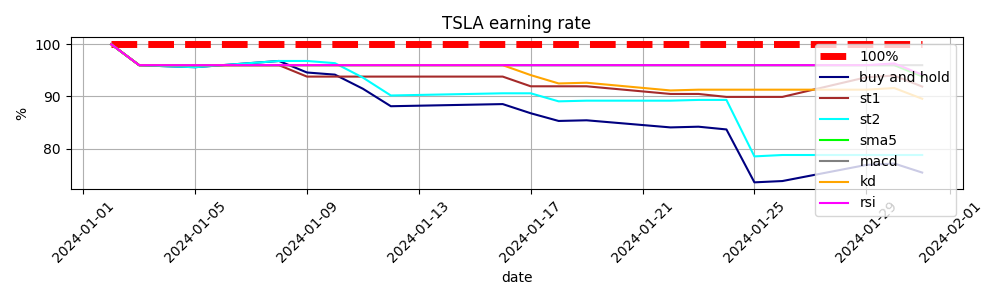 TSLA earning rate
100
90
80
%
100%
buy and hold
st1
st2
sma5
macd
kd
rsi
2024-01-01
2024-01-05
2024-01-09
2024-01-13
2024-01-17
2024-01-21
2024-01-25
2024-01-29
2024-02-01
date